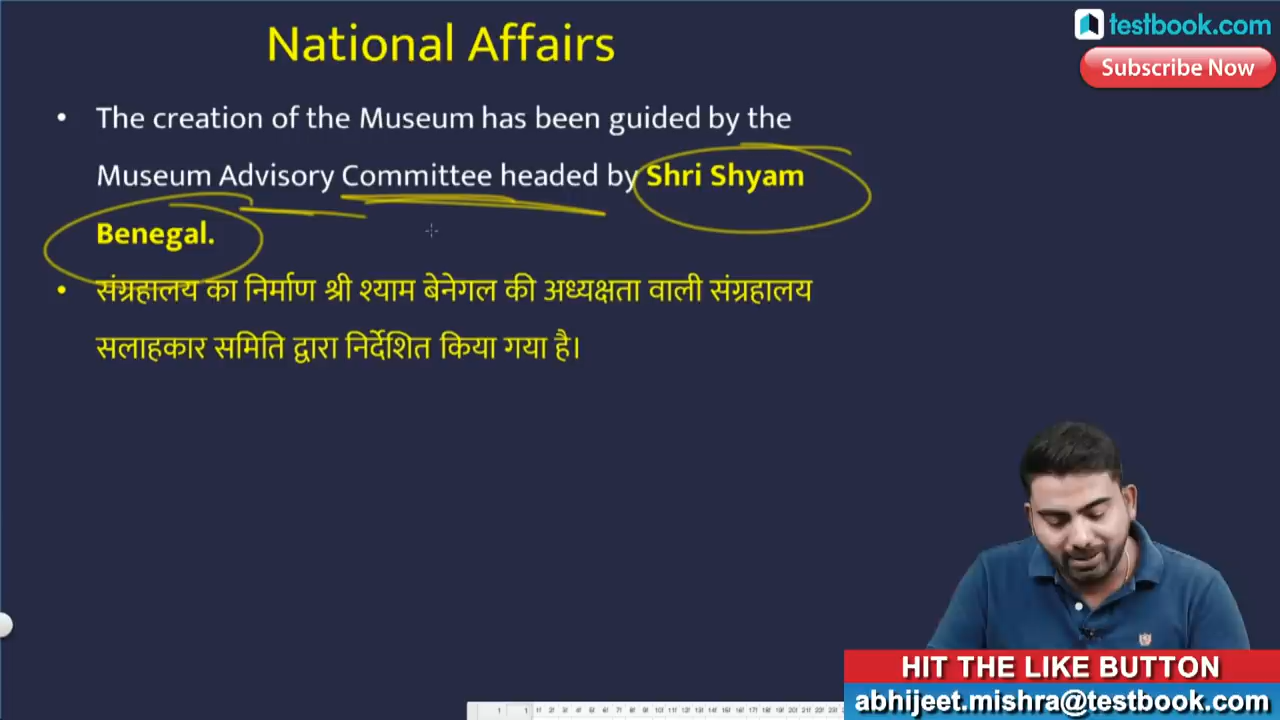 National Affairs
testbook.com
Subscribe Now
• The creation of the Museum has been guided by the
Museum Advisory Committee headed by Shri Shyam
Benegal.
• संग्रहालय का निर्माण श्री श्याम बेनेगल की अध्यक्षता वाली संग्रहालय
सलाहकार समिति द्वारा निर्देशित किया गया है।
HIT THE LIKE BUTTON
abhijeet.mishra@testbook.com